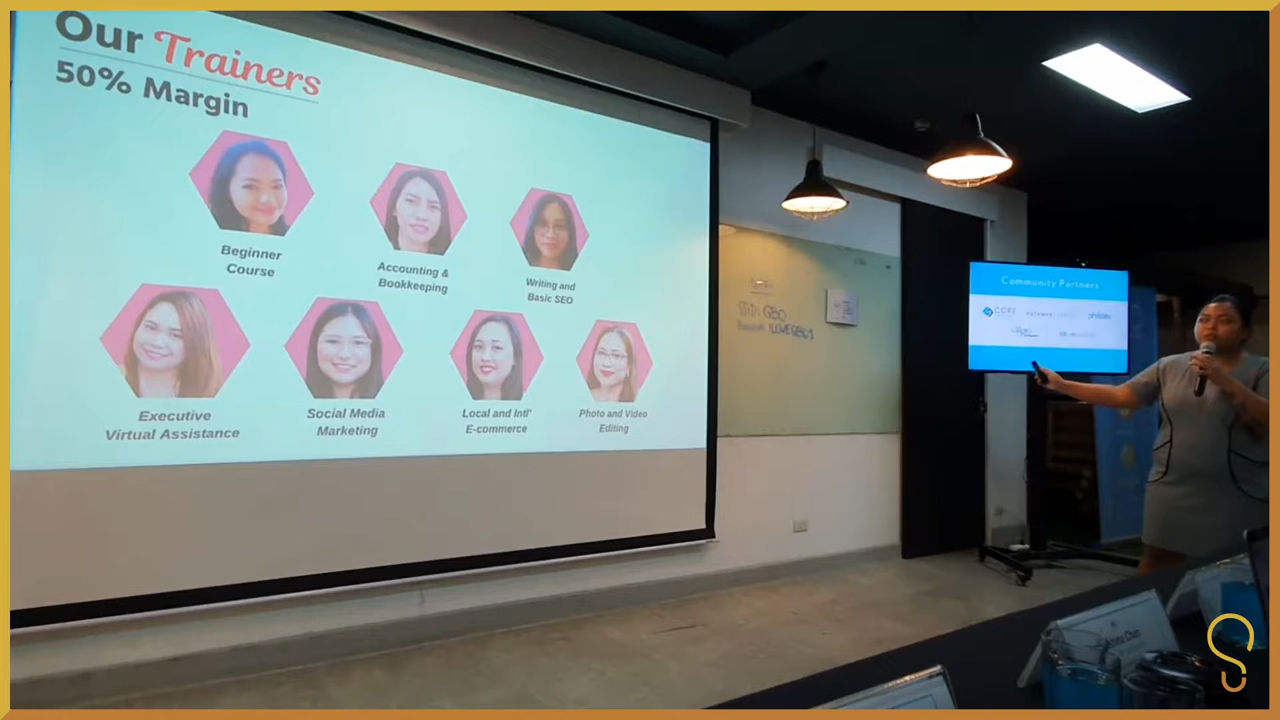 Our Trainers
50% Margin
Beginner
Course
Accounting &
Bookkeeping
Writing and
Basic SEO
Executive
Virtual Assistance
Social Media
Marketing
Local and Intl'
E-commerce
Photo and Video
Editing
Community Partners